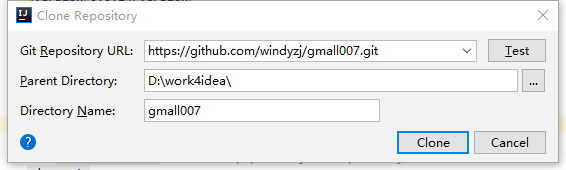 Clone Repository
Git Repository URL: https://github.com/windyzj/gmall007.git Test
Parent Directory: D:\work4idea\ ...
Directory Name: gmall007
? Clone Cancel